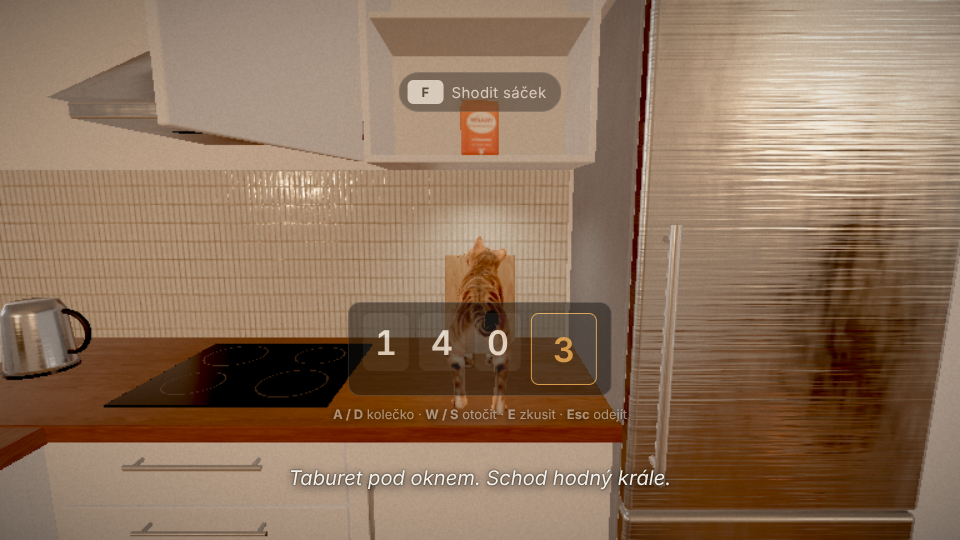 F Shodit sáček
1 4 0 3
A / D kolečko · W / S otočit · E zkusit · Esc odejít
Taburet pod oknem. Schod hodný krále.